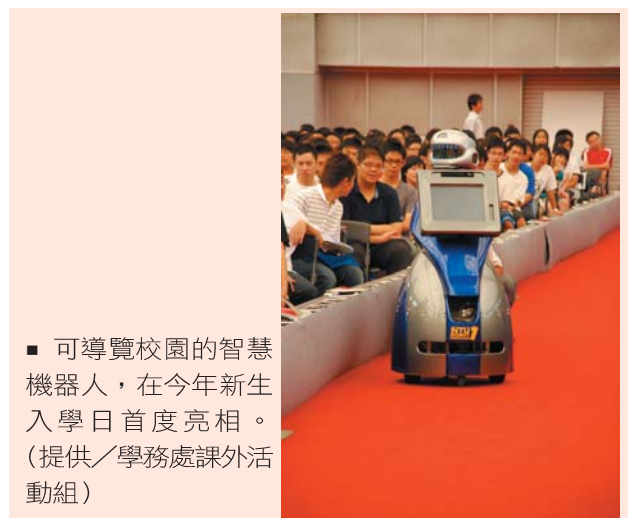 ■ 可導覽校園的智慧
機器人，在今年新生
入學日首度亮相。
(提供／學務處課外活
動組)
NTU